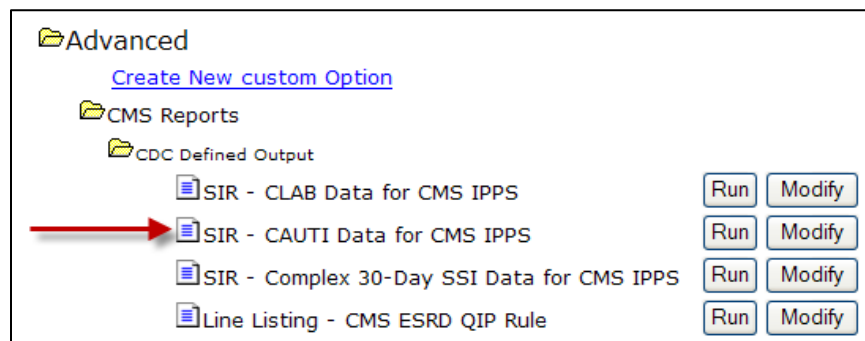 Advanced
Create New custom Option
CMS Reports
CDC Defined Output
SIR - CLAB Data for CMS IPPS Run Modify
SIR - CAUTI Data for CMS IPPS Run Modify
SIR - Complex 30-Day SSI Data for CMS IPPS Run Modify
Line Listing - CMS ESRD QIP Rule Run Modify